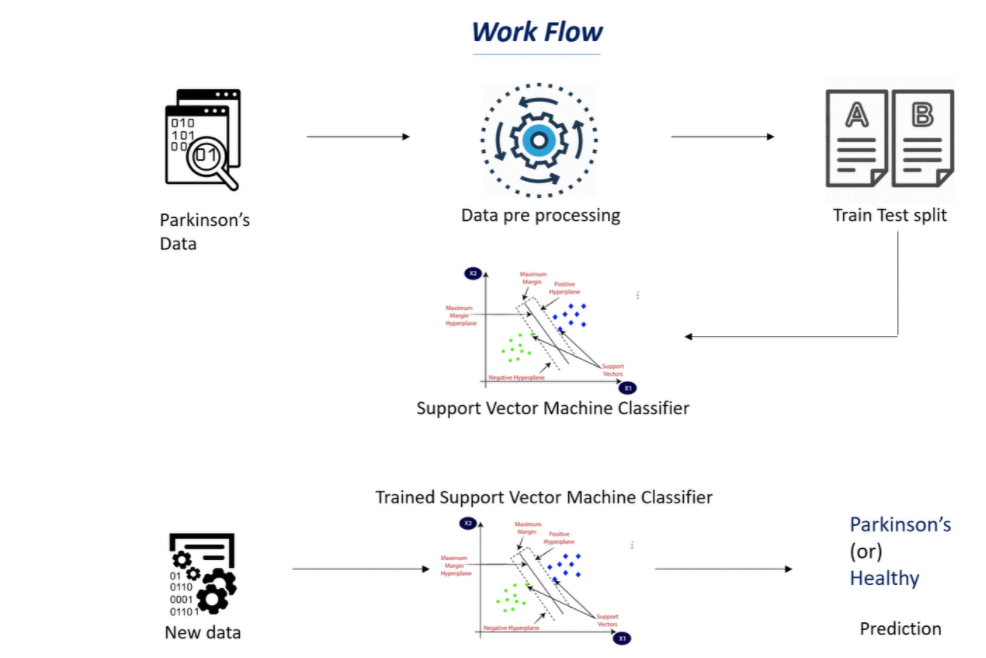 Work Flow
010
101
00
01
A
B
Parkinson's
Data
Data pre processing
Train Test split
X2
Maximum
Margin
Positive
Hyperplane
Maximum
Margin
Hyperplane
Support
Vectors
Negative Hyperplane
X1
Support Vector Machine Classifier
Trained Support Vector Machine Classifier
X2
Maximum
Margin
Positive
Hyperplane
Maximum
Margin
Hyperplane
Support
Vectors
Negative Hyperplane
X1
01
0110
0001
01101
New data
Parkinson's
(or)
Healthy
Prediction